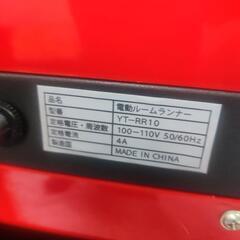 品名 電動ルームランナー
型番 YT-RR10
定格電圧・周波数 100-110V 50/60Hz
定格電流 4A
製造国 MADE IN CHINA